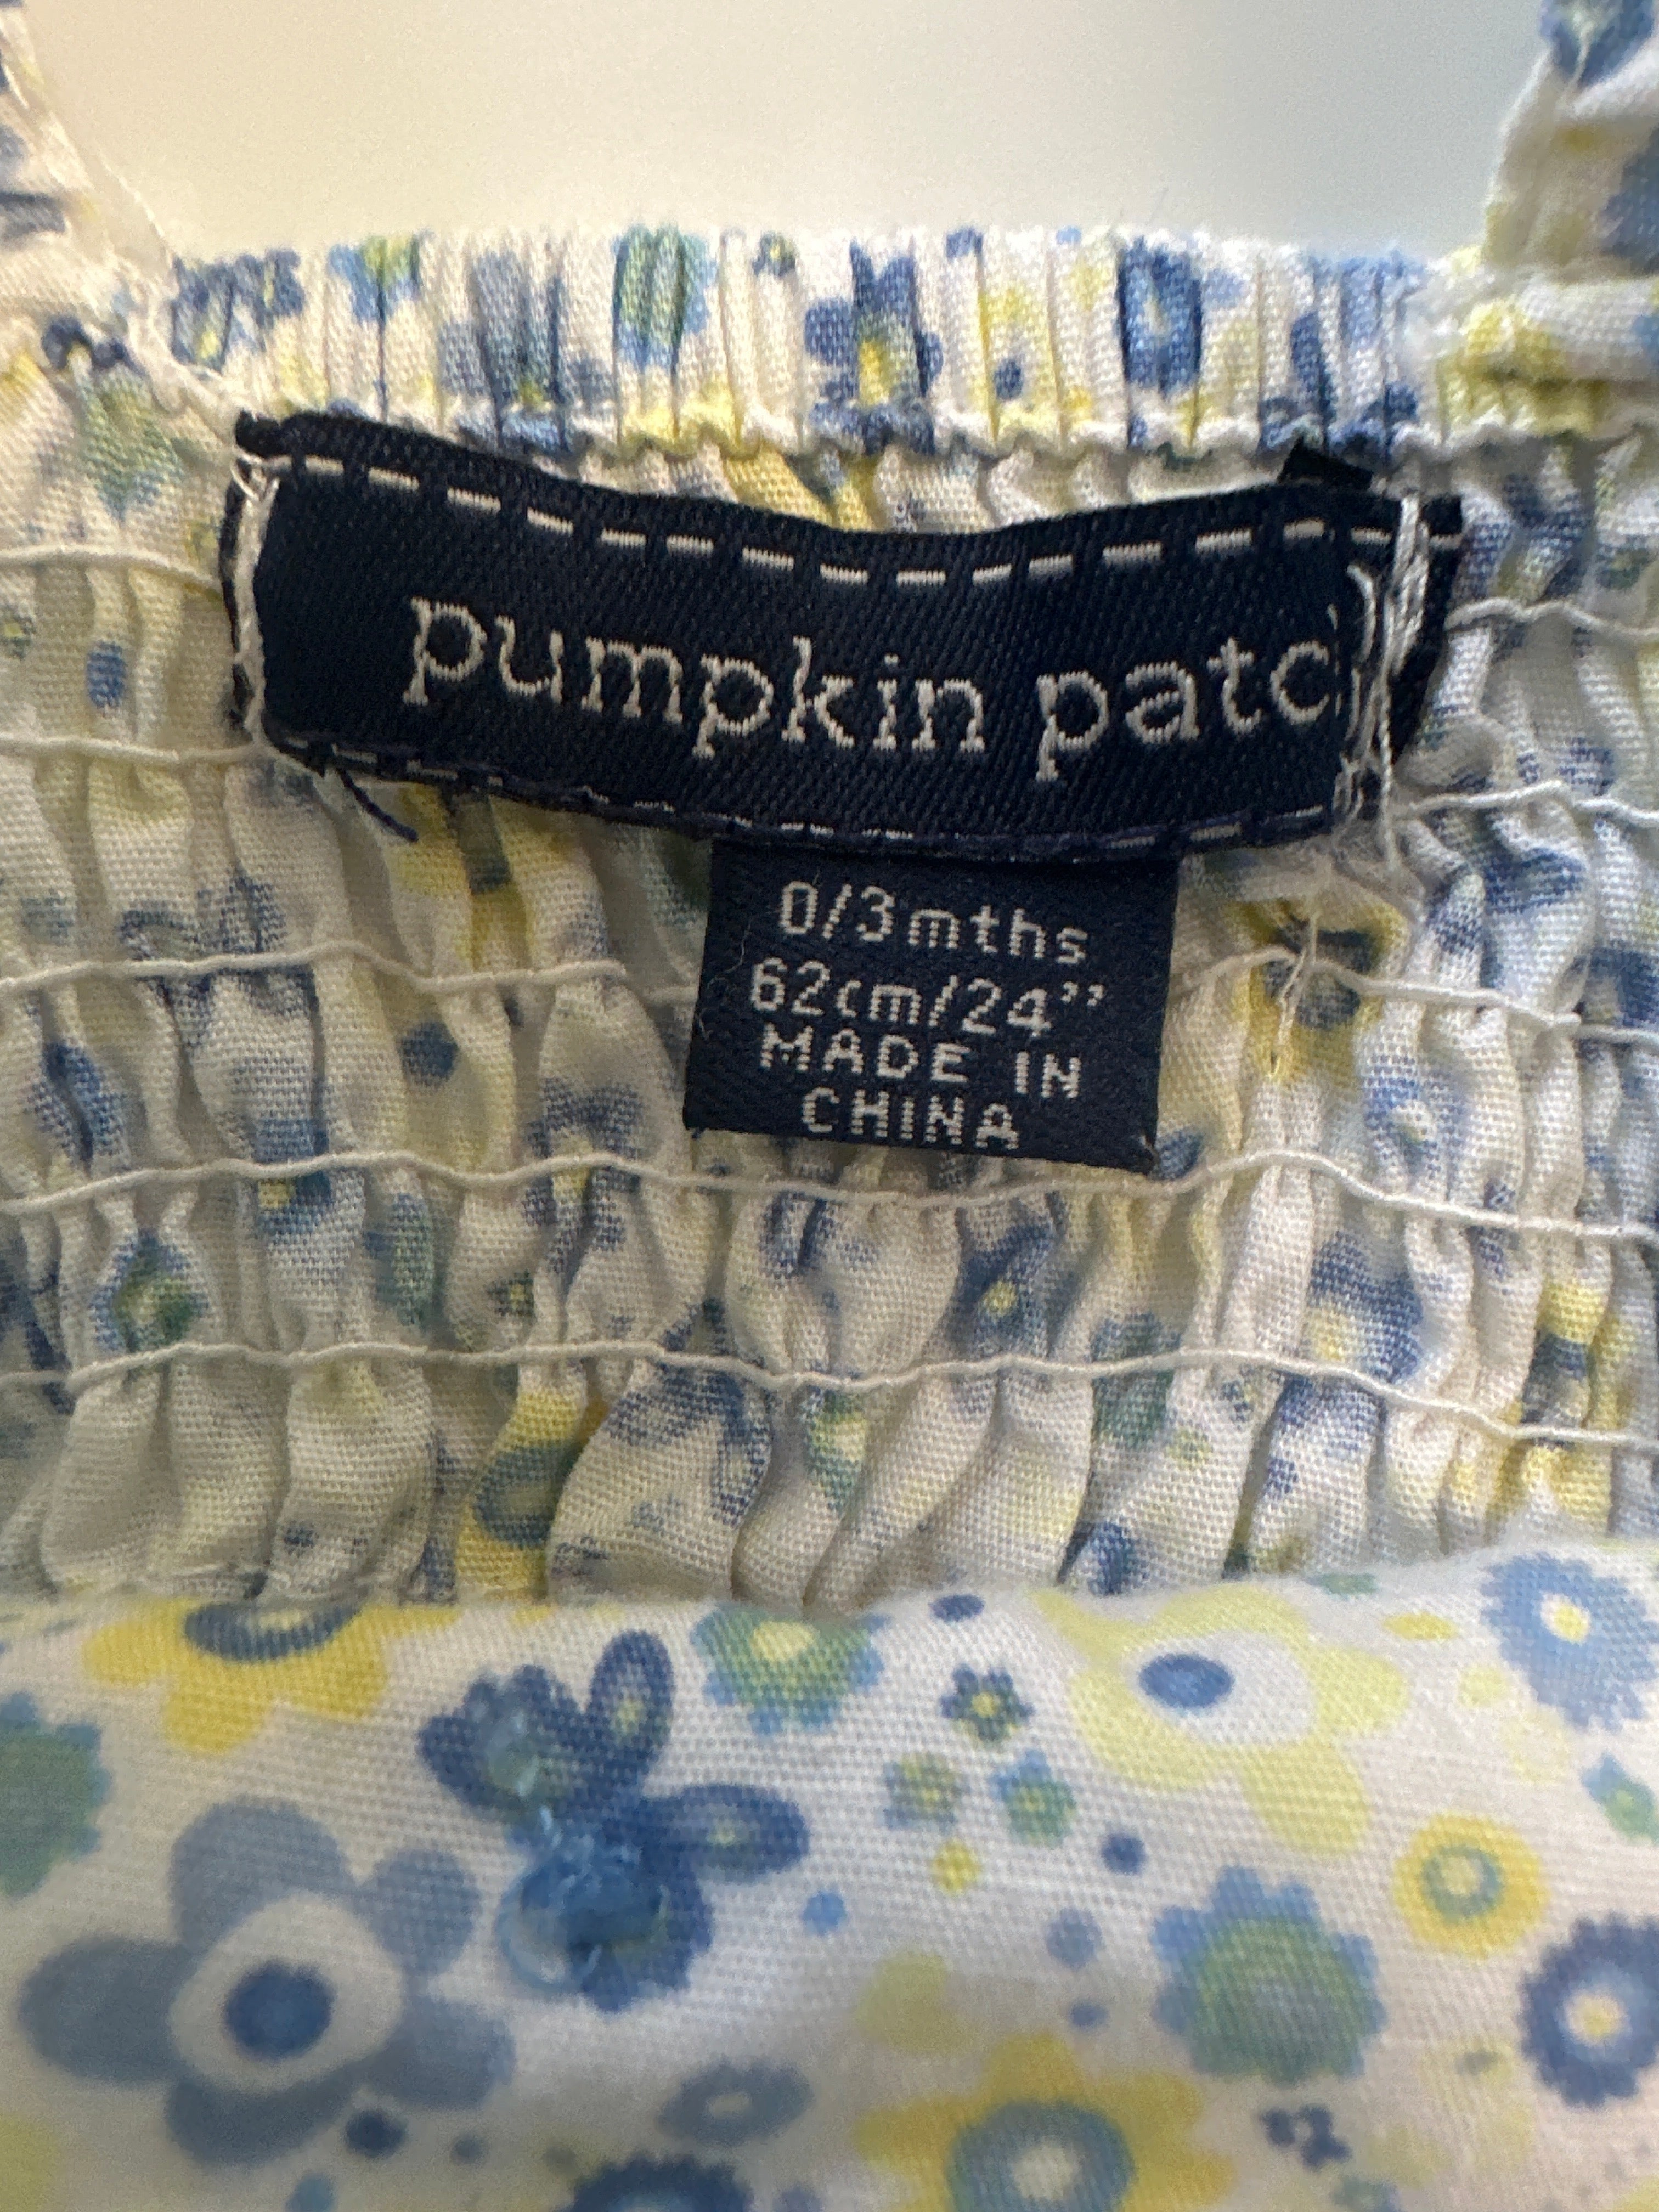 pumpkin patc
0/3mths
62cm/24”
MADE IN
CHINA